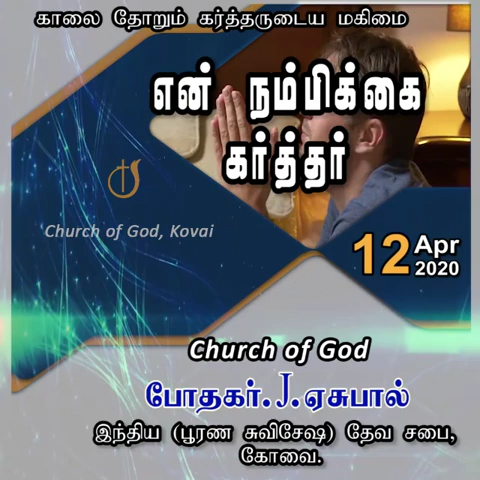 காலை தோறும் கர்த்தருடைய மகிமை
என் நம்பிக்கை
கர்த்தர்
Church of God, Kovai
12 Apr
2020
Church of God
போதகர்.J.ஏசுபால்
இந்திய (பூரண சுவிசேஷ) தேவ சபை,
கோவை.